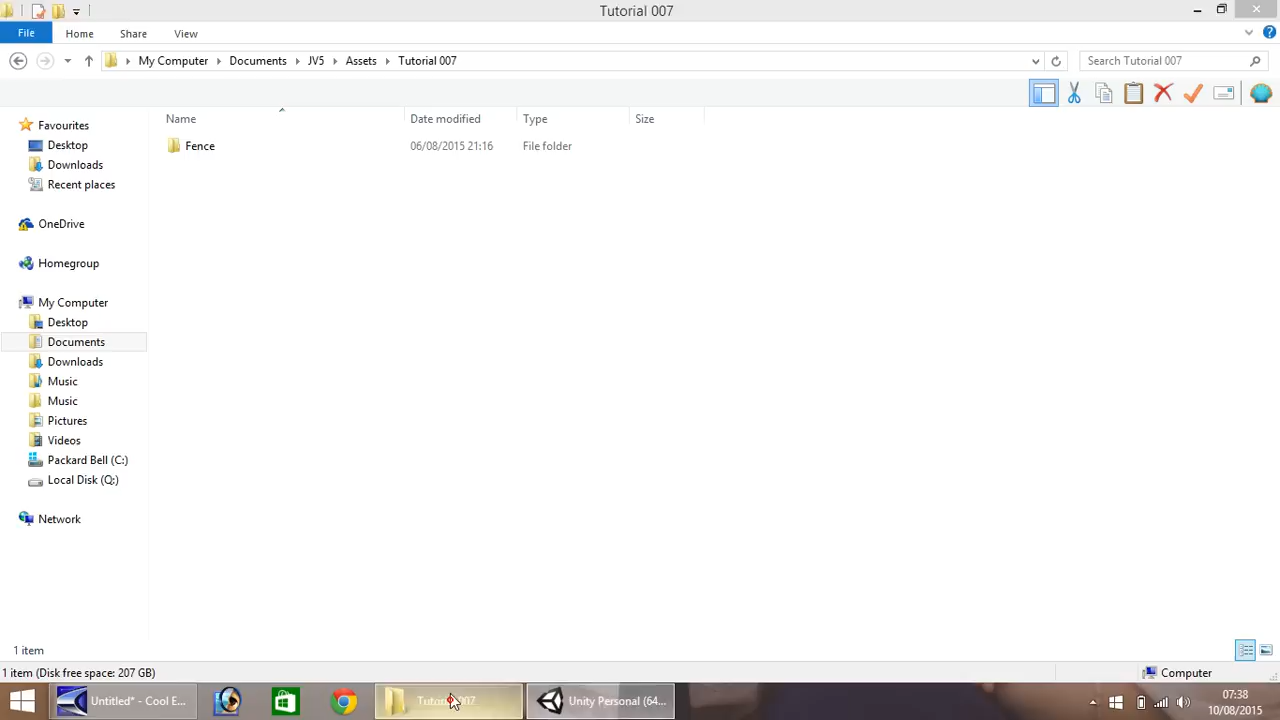 Tutorial 007
File Home Share View
My Computer Documents JV5 Assets Tutorial 007 Search Tutorial 007
Name Date modified Type Size
Fence 06/08/2015 21:16 File folder
Favourites
Desktop
Downloads
Recent places
OneDrive
Homegroup
My Computer
Desktop
Documents
Downloads
Music
Music
Pictures
Videos
Packard Bell (C:)
Local Disk (Q:)
Network
1 item
1 item (Disk free space: 207 GB) Computer
Untitled* - Cool E... Tutorial 007 Unity Personal (64... 07:38
10/08/2015